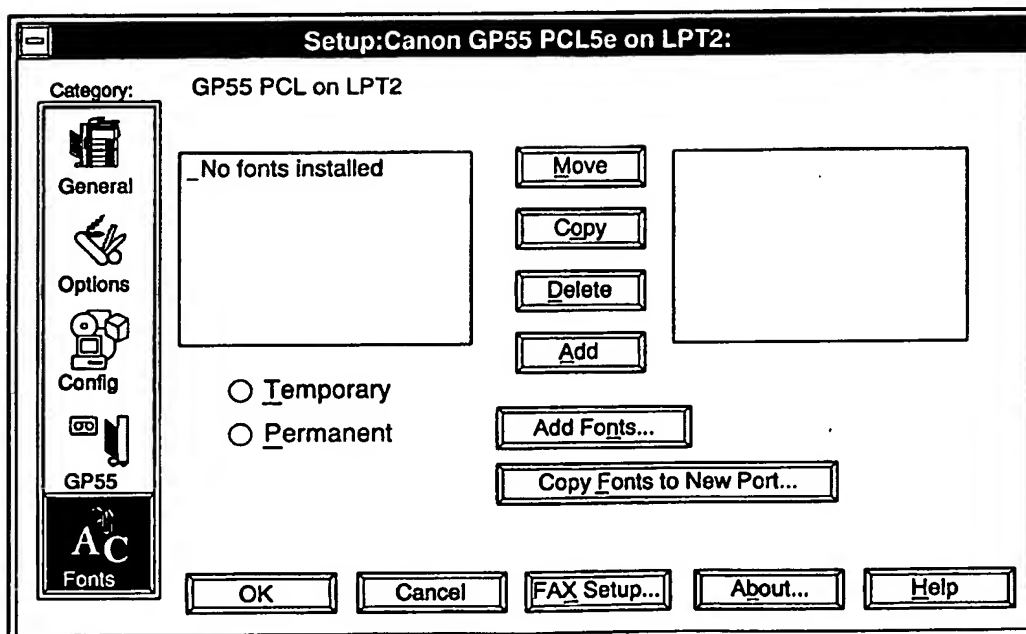 Setup:Canon GP55 PCL5e on LPT2:
Category:
GP55 PCL on LPT2
General
Options
Config
GP55
AC
Fonts
_No fonts installed
Move
Copy
Delete
Add
Temporary
Permanent
Add Fonts...
Copy Fonts to New Port...
OK
Cancel
FAX Setup...
About...
Help